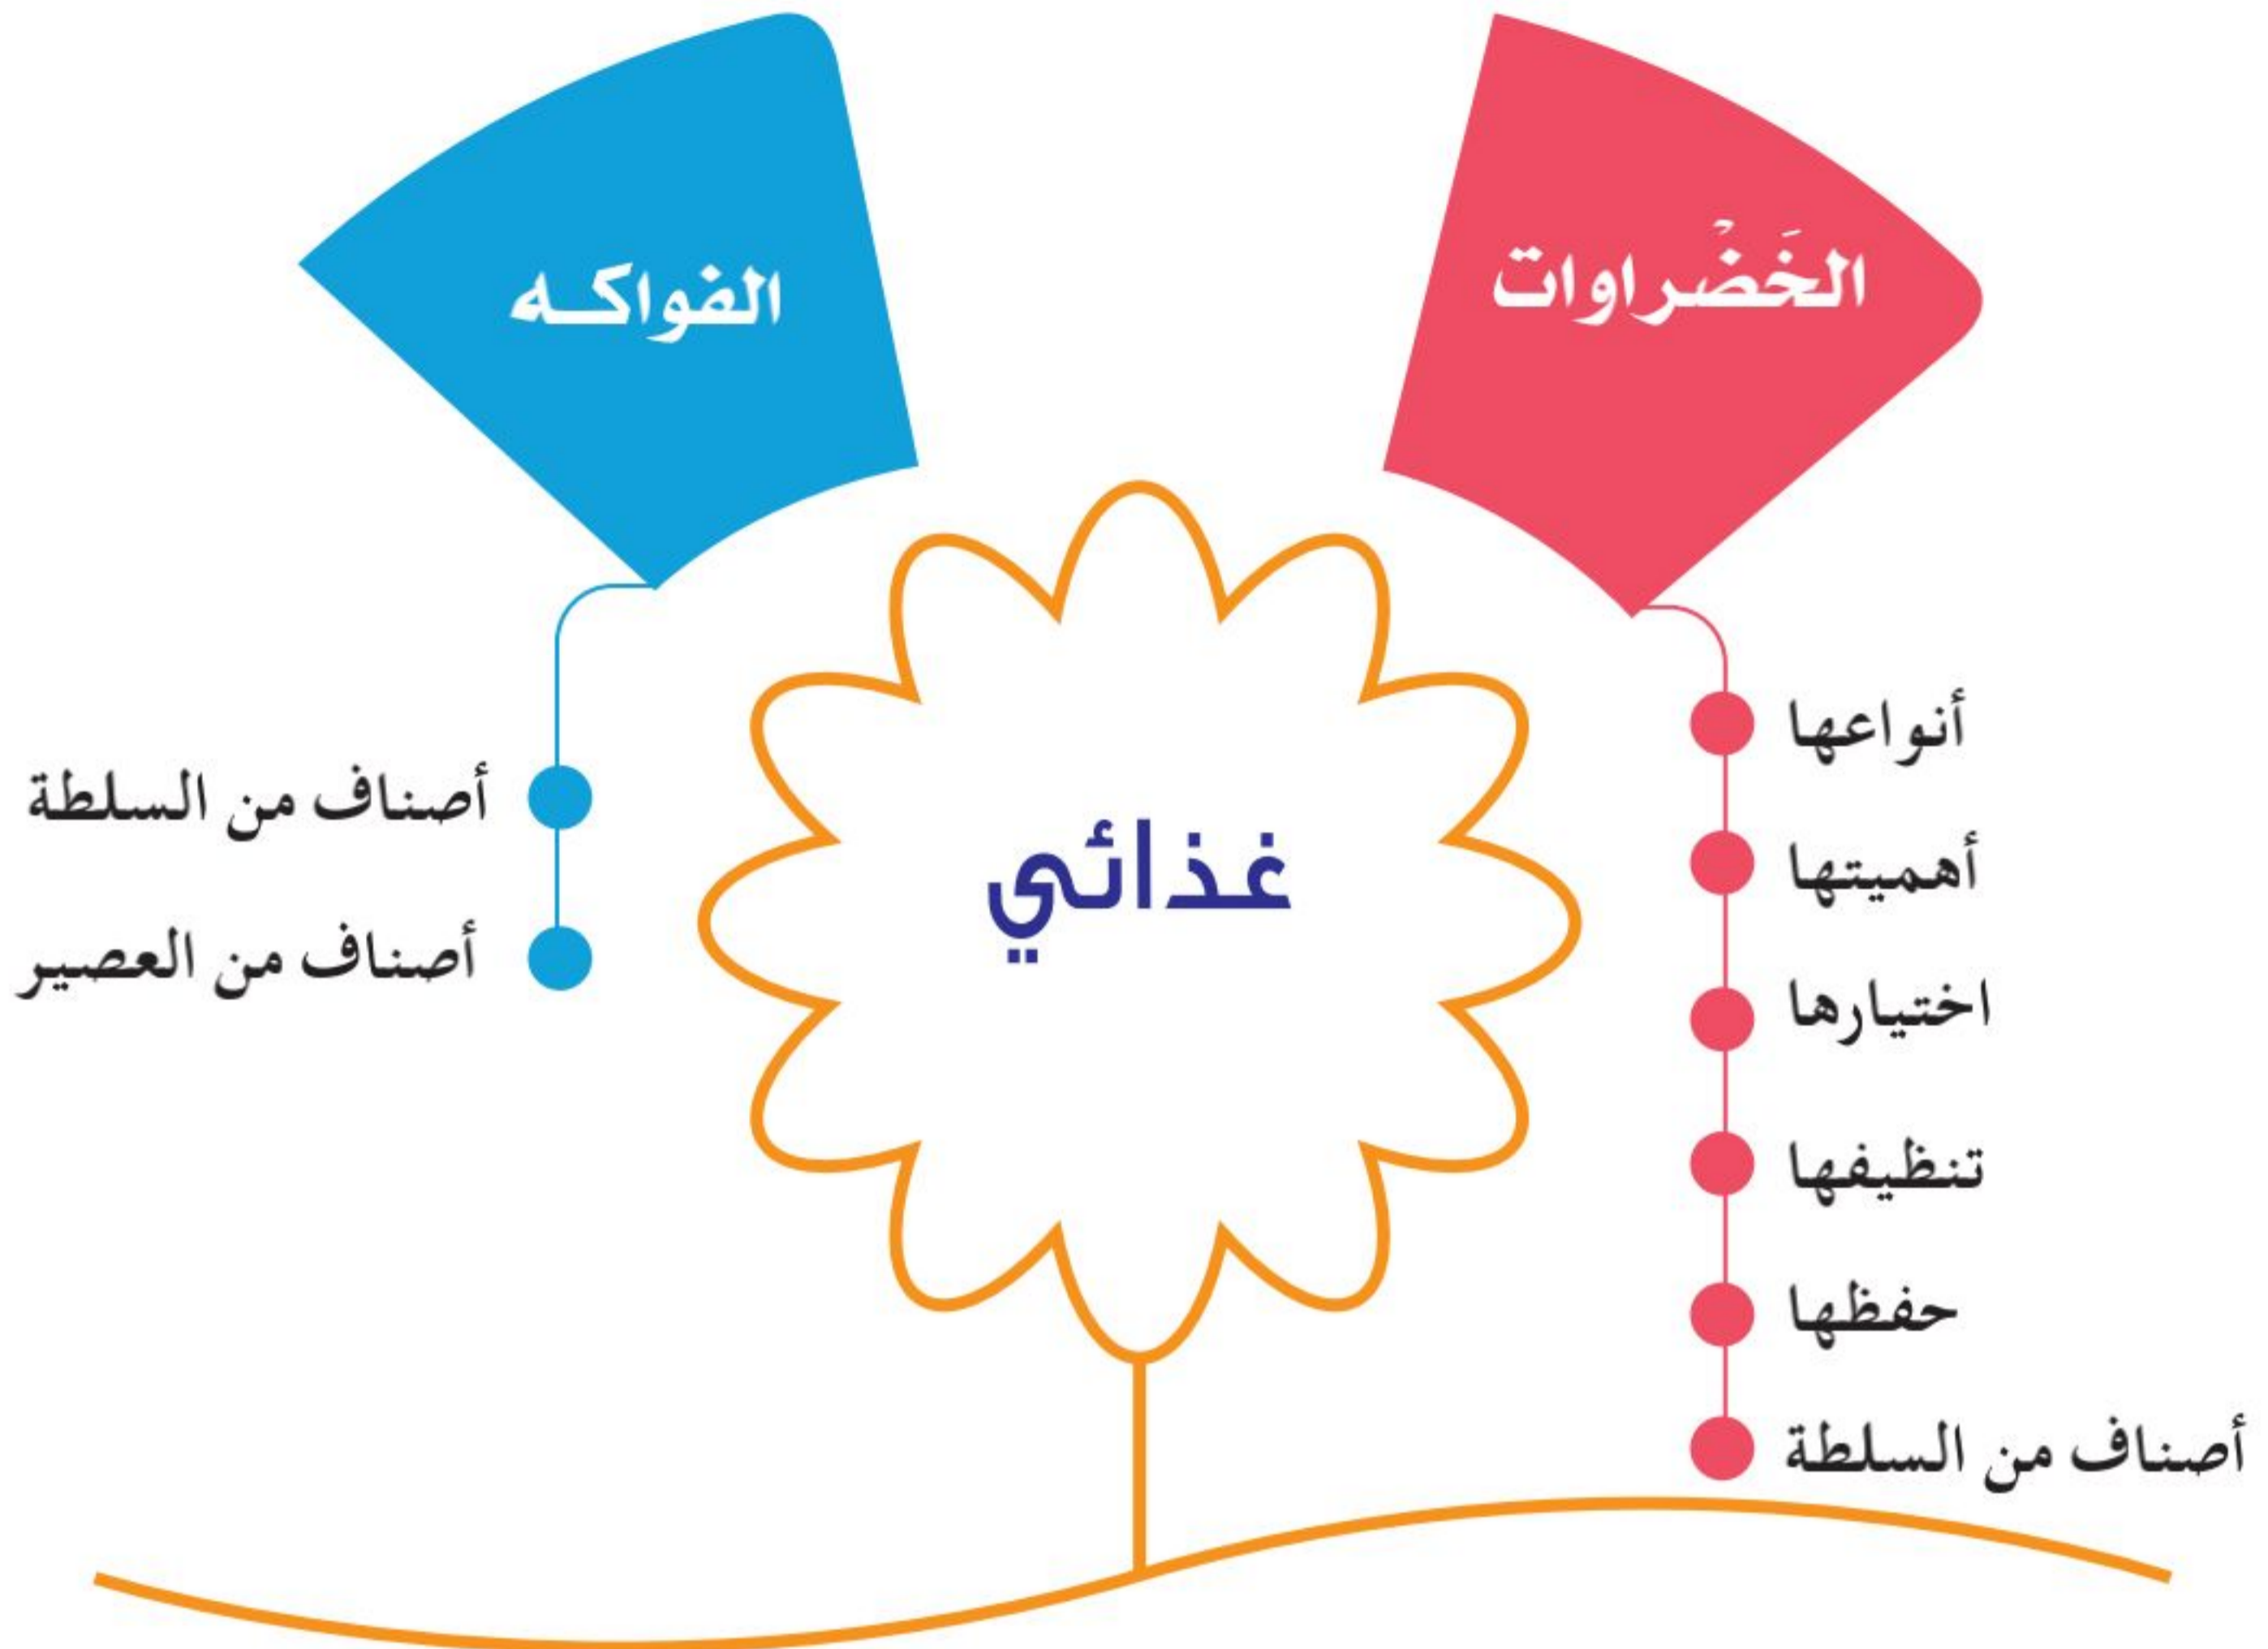 الخَضْراوات
أنواعها
أهميتها
اختيارها
تنظيفها
حفظها
أصناف من السلطة
غذائي
الفواكـه
أصناف من السلطة
أصناف من العصير